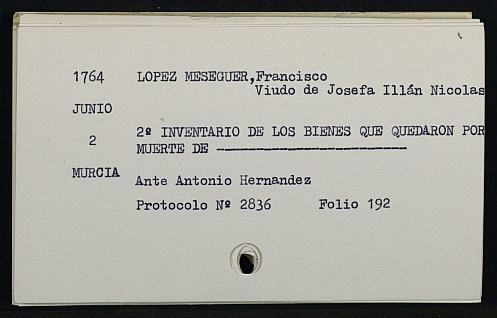 1764 LOPEZ MESEGUER,Francisco
Viudo de Josefa Illán Nicolas
JUNIO
2 2º INVENTARIO DE LOS BIENES QUE QUEDARON POR
MUERTE DE ------------------------
MURCIA Ante Antonio Hernandez
Protocolo Nº 2836 Folio 192